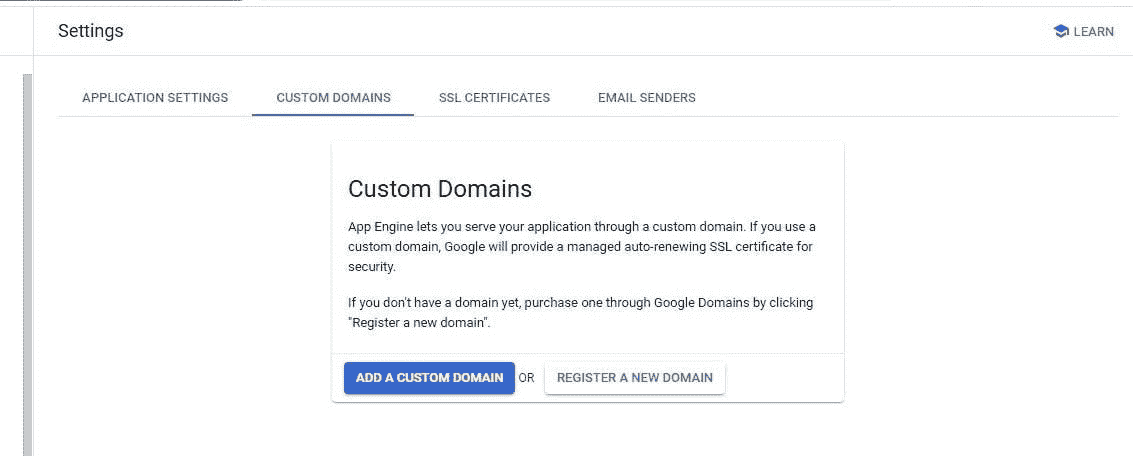 Settings
LEARN
APPLICATION SETTINGS
CUSTOM DOMAINS
SSL CERTIFICATES
EMAIL SENDERS
Custom Domains
App Engine lets you serve your application through a custom domain. If you use a
custom domain, Google will provide a managed auto-renewing SSL certificate for
security.
If you don't have a domain yet, purchase one through Google Domains by clicking
"Register a new domain".
ADD A CUSTOM DOMAIN OR REGISTER A NEW DOMAIN